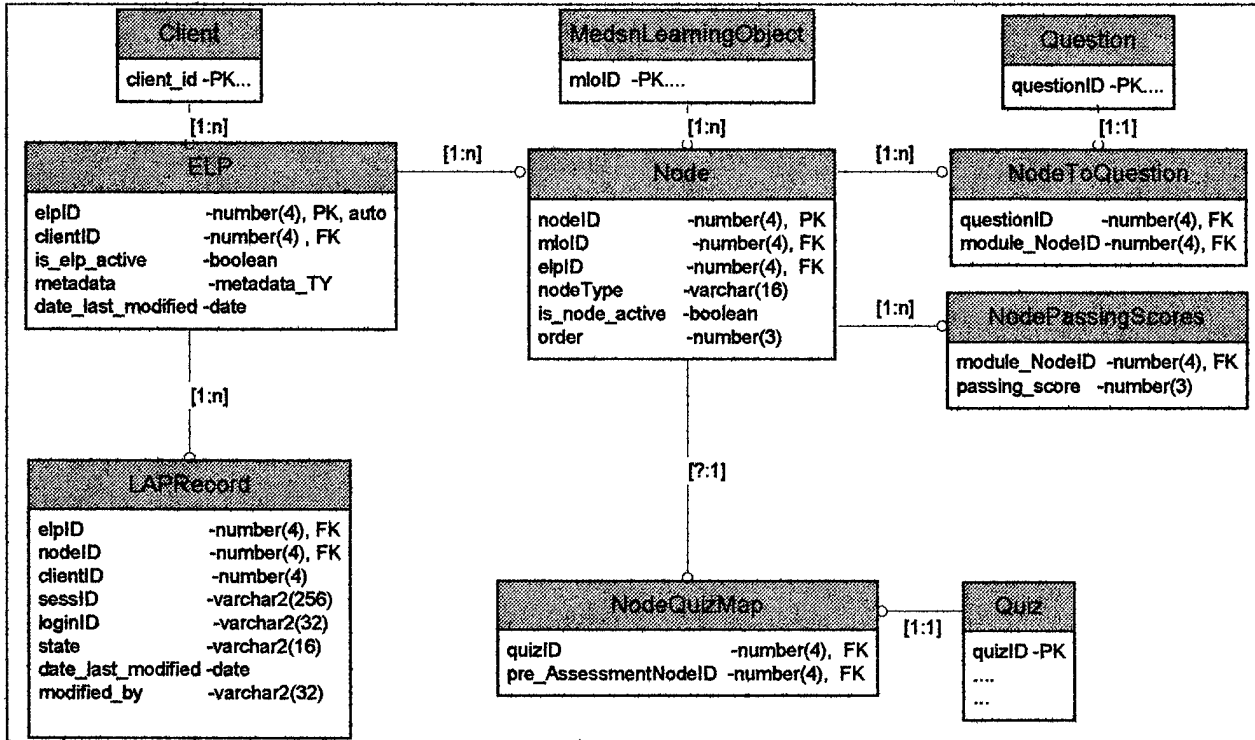 Client
client_id -PK...
MedsnLearningObject
mloID -PK....
Question
questionID -PK....
[1:n]
[1:n]
[1:1]
ELP
elpID -number(4), PK, auto
clientID -number(4) , FK
is_elp_active -boolean
metadata -metadata_TY
date_last_modified -date
[1:n]
Node
nodeID -number(4), PK
mloID -number(4), FK
elpID -number(4), FK
nodeType -varchar(16)
is_node_active -boolean
order -number(3)
[1:n]
NodeToQuestion
questionID -number(4), FK
module_NodeID -number(4), FK
[1:n]
NodePassingScores
module_NodeID -number(4), FK
passing_score -number(3)
[1:n]
[?:1]
LAPRecord
elpID -number(4), FK
nodeID -number(4), FK
clientID -number(4)
sessID -varchar2(256)
loginID -varchar2(32)
state -varchar2(16)
date_last_modified -date
modified_by -varchar2(32)
NodeQuizMap
quizID -number(4), FK
pre_AssessmentNodeID -number(4), FK
[1:1]
Quiz
quizID -PK
....
...